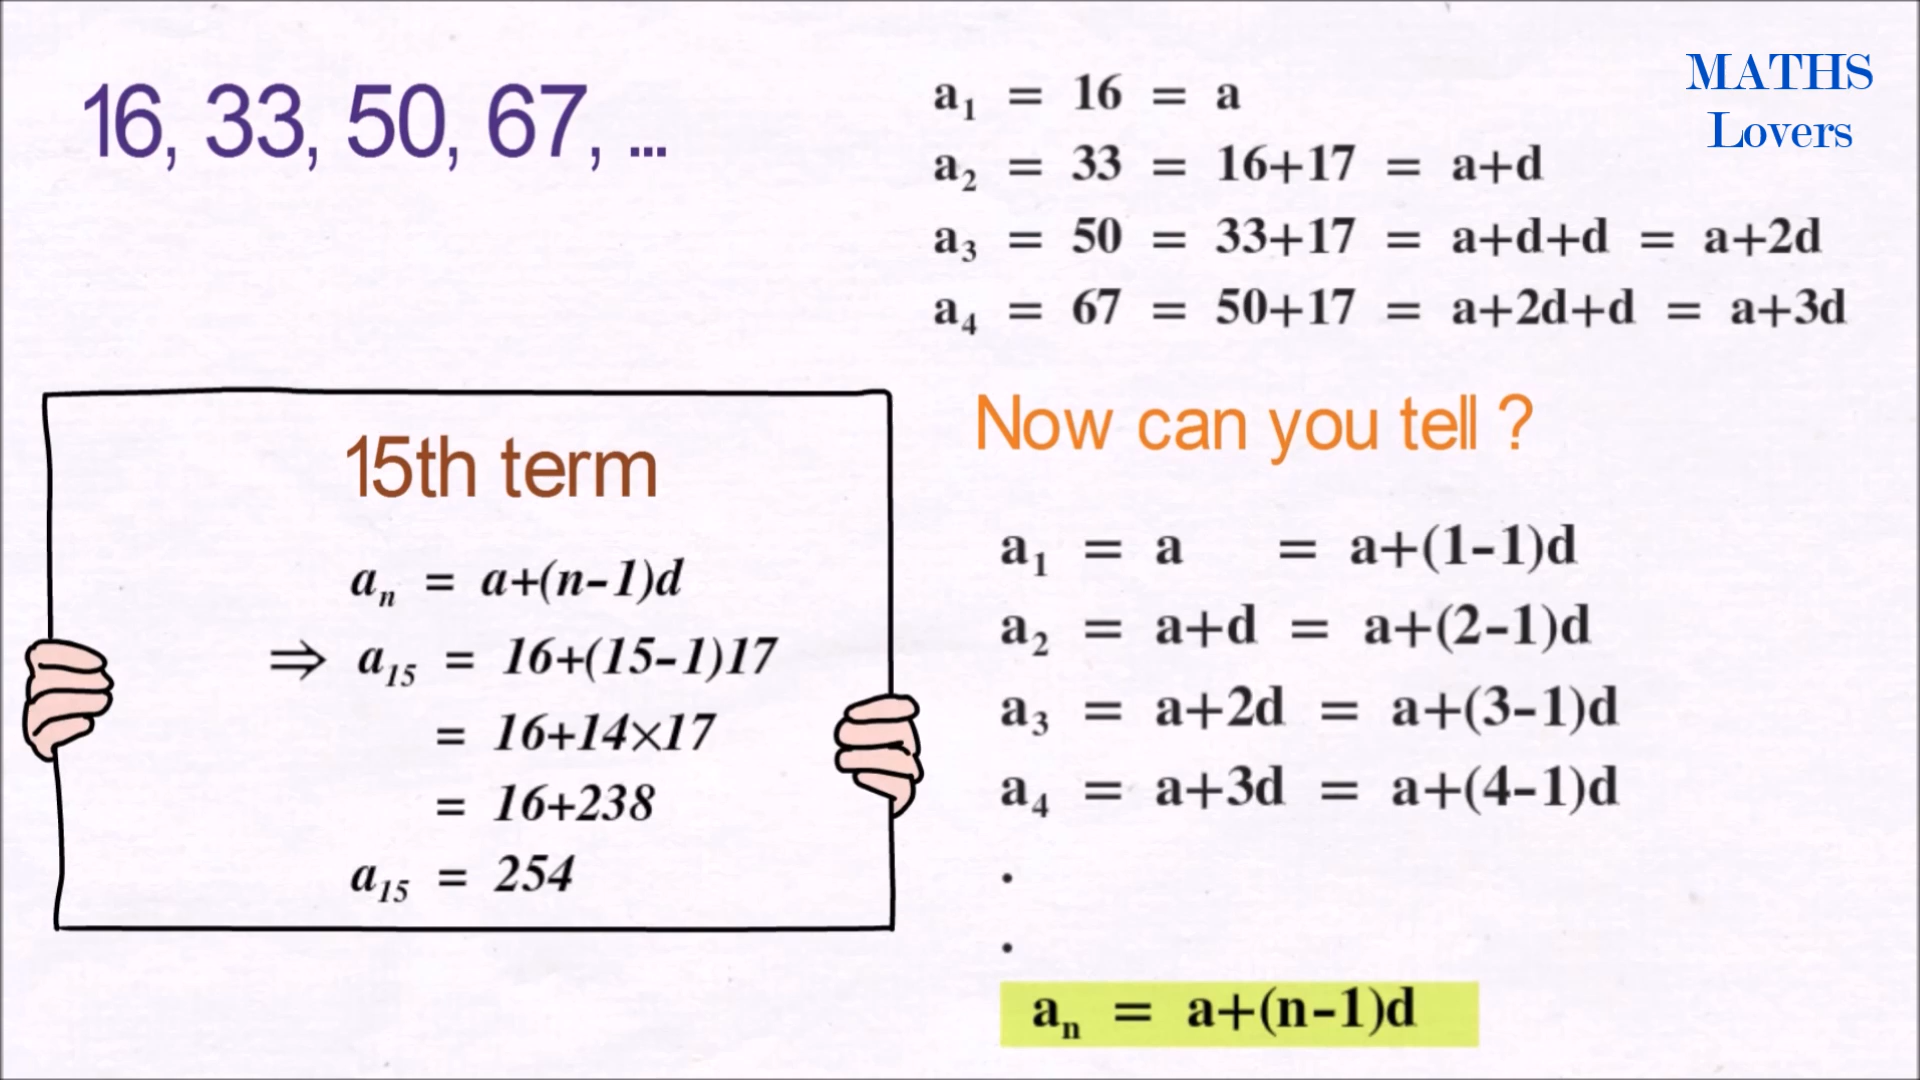 16, 33, 50, 67, ...
a₁ = 16 = a
a₂ = 33 = 16+17 = a+d
a₃ = 50 = 33+17 = a+d+d = a+2d
a₄ = 67 = 50+17 = a+2d+d = a+3d
MATHS
Lovers
15th term
aₙ = a+(n-1)d
⇒ a₁₅ = 16+(15-1)17
= 16+14×17
= 16+238
a₁₅ = 254
Now can you tell ?
a₁ = a = a+(1-1)d
a₂ = a+d = a+(2-1)d
a₃ = a+2d = a+(3-1)d
a₄ = a+3d = a+(4-1)d
.
.
aₙ = a+(n-1)d